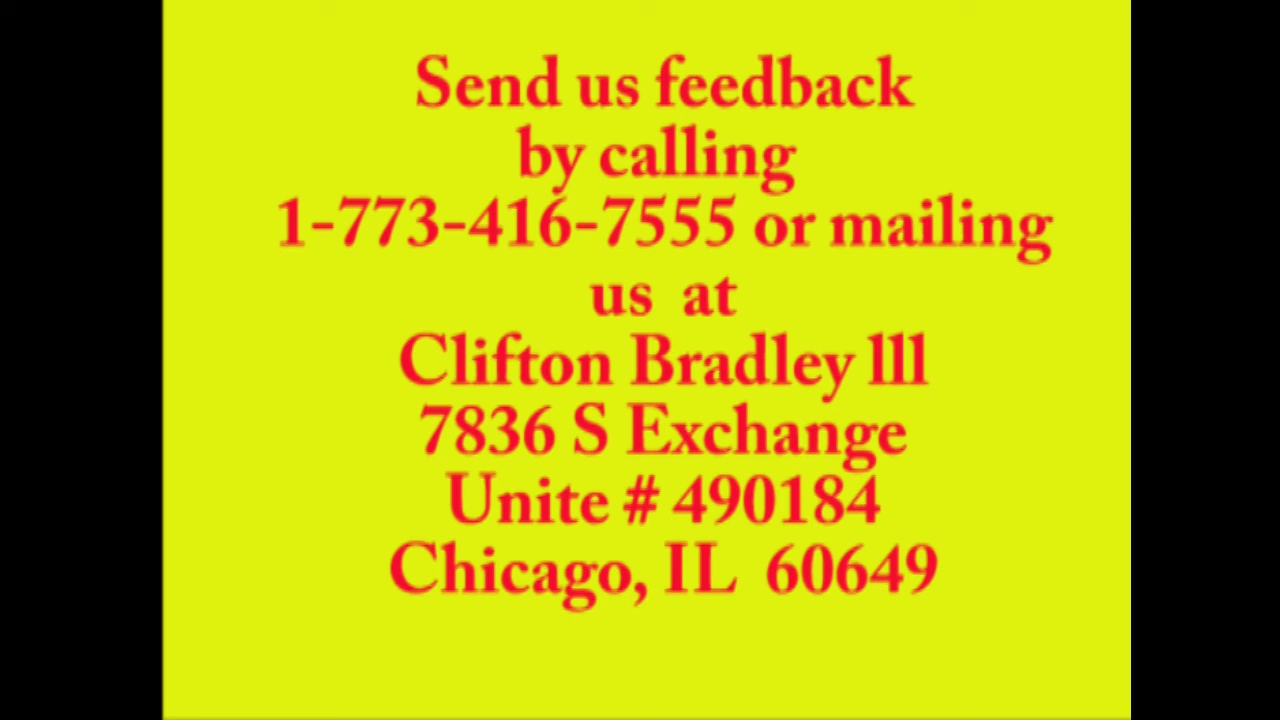 Send us feedback
by calling
1-773-416-7555 or mailing
us at
Clifton Bradley lll
7836 S Exchange
Unite # 490184
Chicago, IL 60649